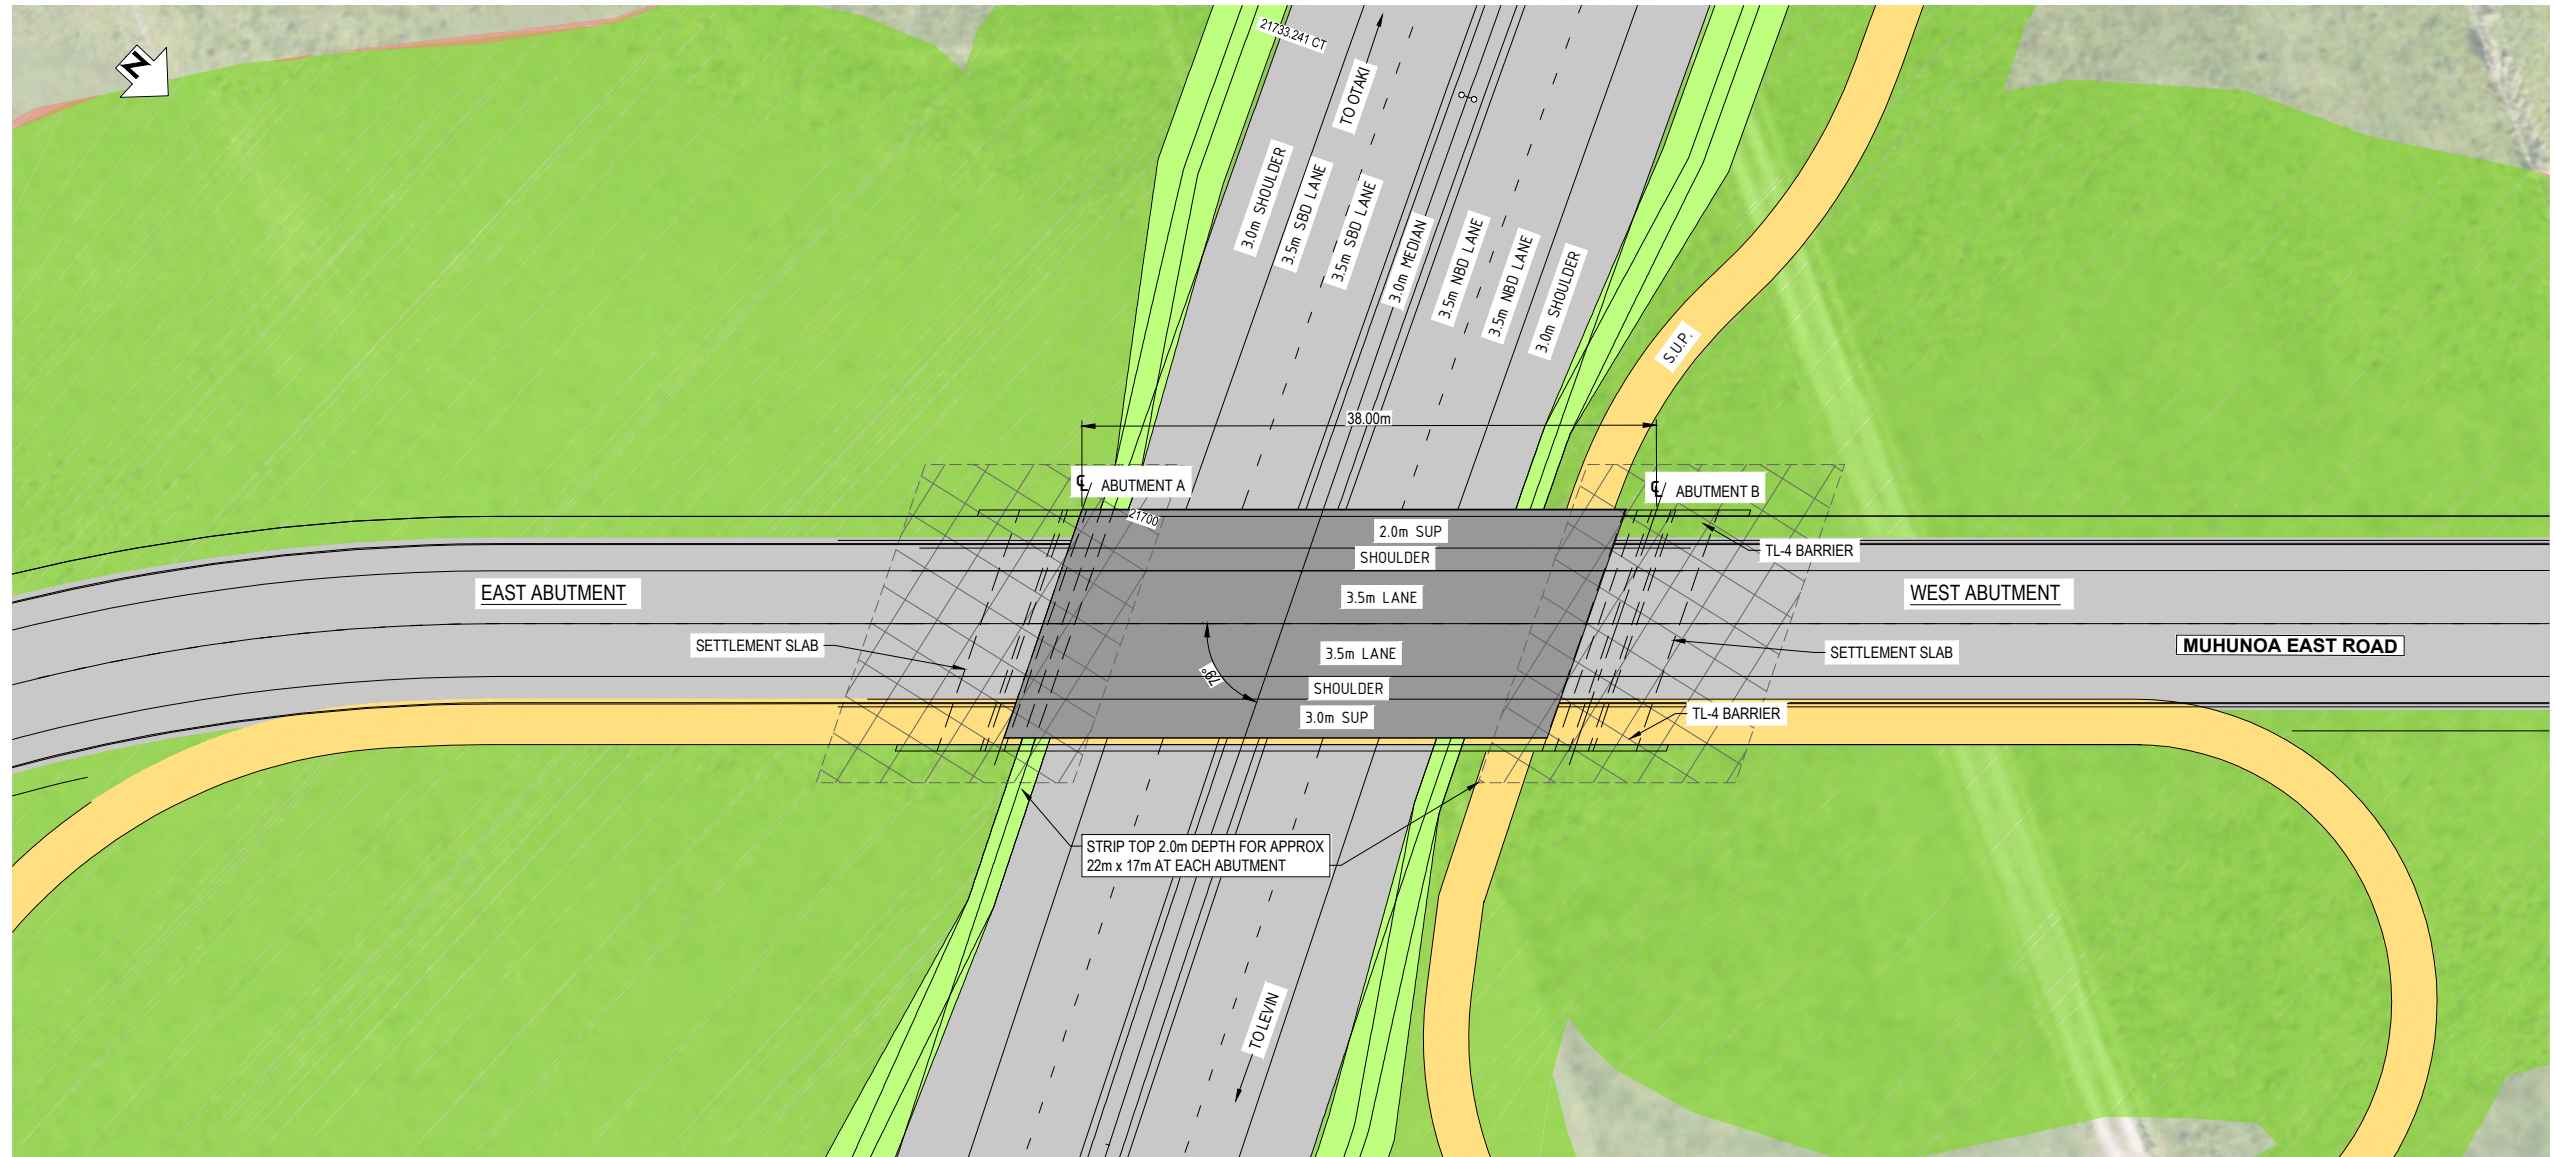 N
21733.241 CT
TO OTAKI
3.0m SHOULDER
3.5m SBD LANE
3.5m SBD LANE
3.0m MEDIAN
3.5m NBD LANE
3.5m NBD LANE
3.0m SHOULDER
S.U.P.
38.00m
℄ ABUTMENT A
℄ ABUTMENT B
21700
2.0m SUP
SHOULDER
TL-4 BARRIER
EAST ABUTMENT
3.5m LANE
WEST ABUTMENT
SETTLEMENT SLAB
3.5m LANE
SETTLEMENT SLAB
MUHUNOA EAST ROAD
79°
SHOULDER
3.0m SUP
TL-4 BARRIER
STRIP TOP 2.0m DEPTH FOR APPROX
22m x 17m AT EACH ABUTMENT
TO LEVIN